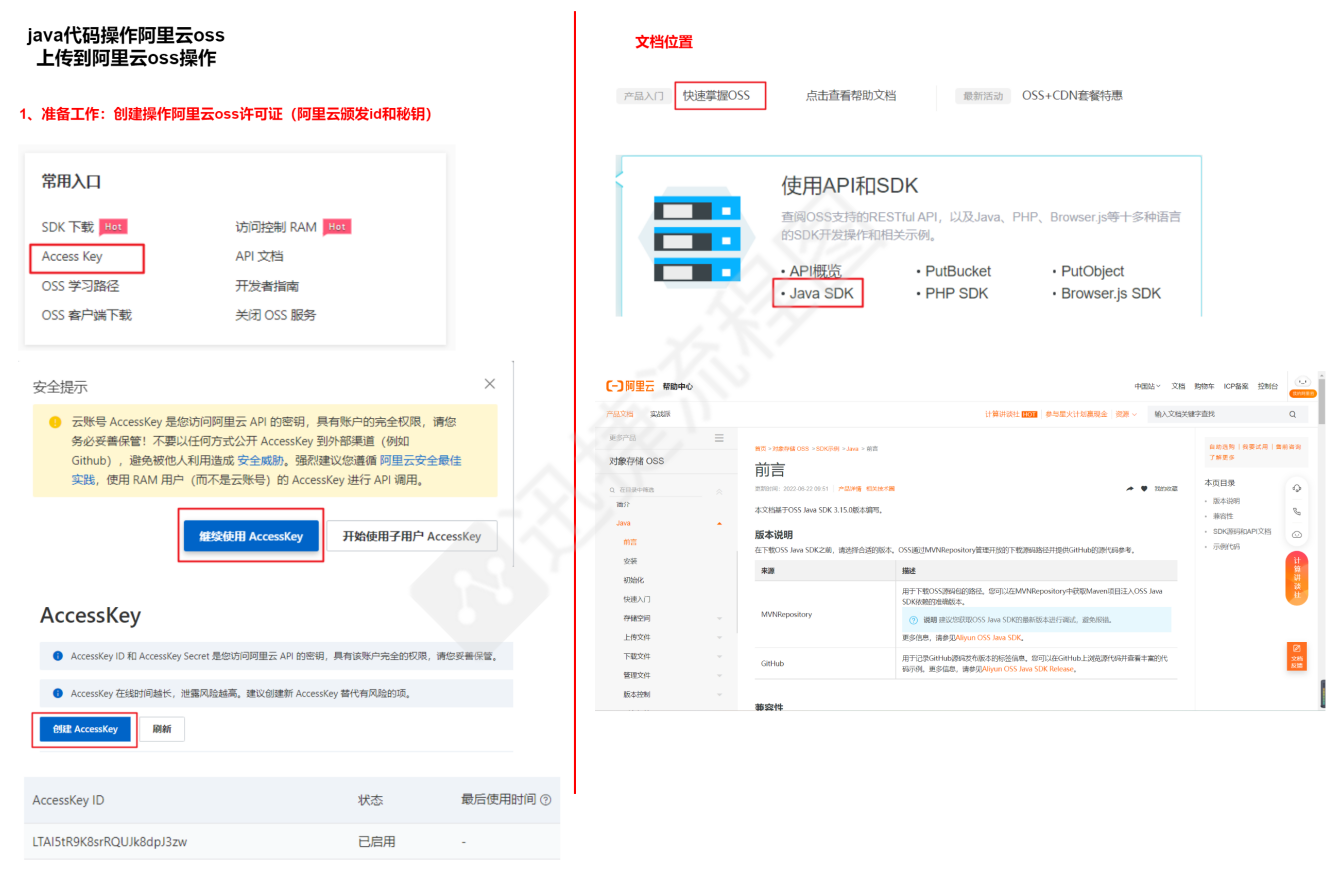 java代码操作阿里云oss
上传到阿里云oss操作
1、准备工作：创建操作阿里云oss许可证（阿里云颁发id和秘钥）
常用入口
SDK 下载 Hot 访问控制 RAM Hot
Access Key API 文档
OSS 学习路径 开发者指南
OSS 客户端下载 关闭 OSS 服务
安全提示
云账号 AccessKey 是您访问阿里云 API 的密钥，具有账户的完全权限，请您
务必妥善保管！不要以任何方式公开 AccessKey 到外部渠道（例如
Github），避免被他人利用造成 安全威胁。强烈建议您遵循 阿里云安全最佳
实践，使用 RAM 用户（而不是云账号）的 AccessKey 进行 API 调用。
继续使用 AccessKey 开始使用子用户 AccessKey
AccessKey
AccessKey ID 和 AccessKey Secret 是您访问阿里云 API 的密钥，具有该账户完全的权限，请您妥善保管。
AccessKey 在线时间越长，泄露风险越高。建议创建新 AccessKey 替代有风险的项。
创建 AccessKey 刷新
AccessKey ID 状态 最后使用时间
LTAI5tR9K8srRQUJk8dpJ3zw 已启用 -
文档位置
产品入门 快速掌握OSS 点击查看帮助文档 最新活动 OSS+CDN套餐特惠
使用API和SDK
查阅OSS支持的RESTful API，以及Java、PHP、Browser.js等十多种语言
的SDK开发操作和相关示例。
• API概览 • PutBucket • PutObject
• Java SDK • PHP SDK • Browser.js SDK
阿里云 帮助中心 中国站 文档 购物车 ICP备案 控制台
产品文档 实战派 计算讲谈社 HOT 参与星火计划赢现金 资源 输入文档关键字查找
更多产品
对象存储 OSS
在目录中筛选
简介
Java
前言
安装
初始化
快速入门
存储空间
上传文件
下载文件
管理文件
版本控制
首页 > 对象存储 OSS > SDK示例 > Java > 前言
前言
更新时间：2022-06-22 08:51 产品详情 相关技术圈 我的收藏
本文档基于OSS Java SDK 3.15.0版本编写。
版本说明
在下载OSS Java SDK之前，请选择合适的版本。OSS通过MVNRepository管理开放的下载源码路径并提供GitHub的源代码参考。
来源 描述
MVNRepository
用于下载OSS源码包的路径。您可以在MVNRepository中获取Maven项目注入OSS Java
SDK依赖的准确版本。
说明 建议您获取OSS Java SDK的最新版本进行调试，避免报错。
更多信息，请参见Aliyun OSS Java SDK。
GitHub
用于记录GitHub源码发布版本的标签信息。您可以在GitHub上浏览源代码并查看丰富的代
码示例。更多信息，请参见Aliyun OSS Java SDK Release。
兼容性
自助选购 | 我要试用 | 售前咨询
了解更多
本页目录
版本说明
兼容性
SDK源码和API文档
示例代码
计算讲谈社
文档反馈
迅捷流程图